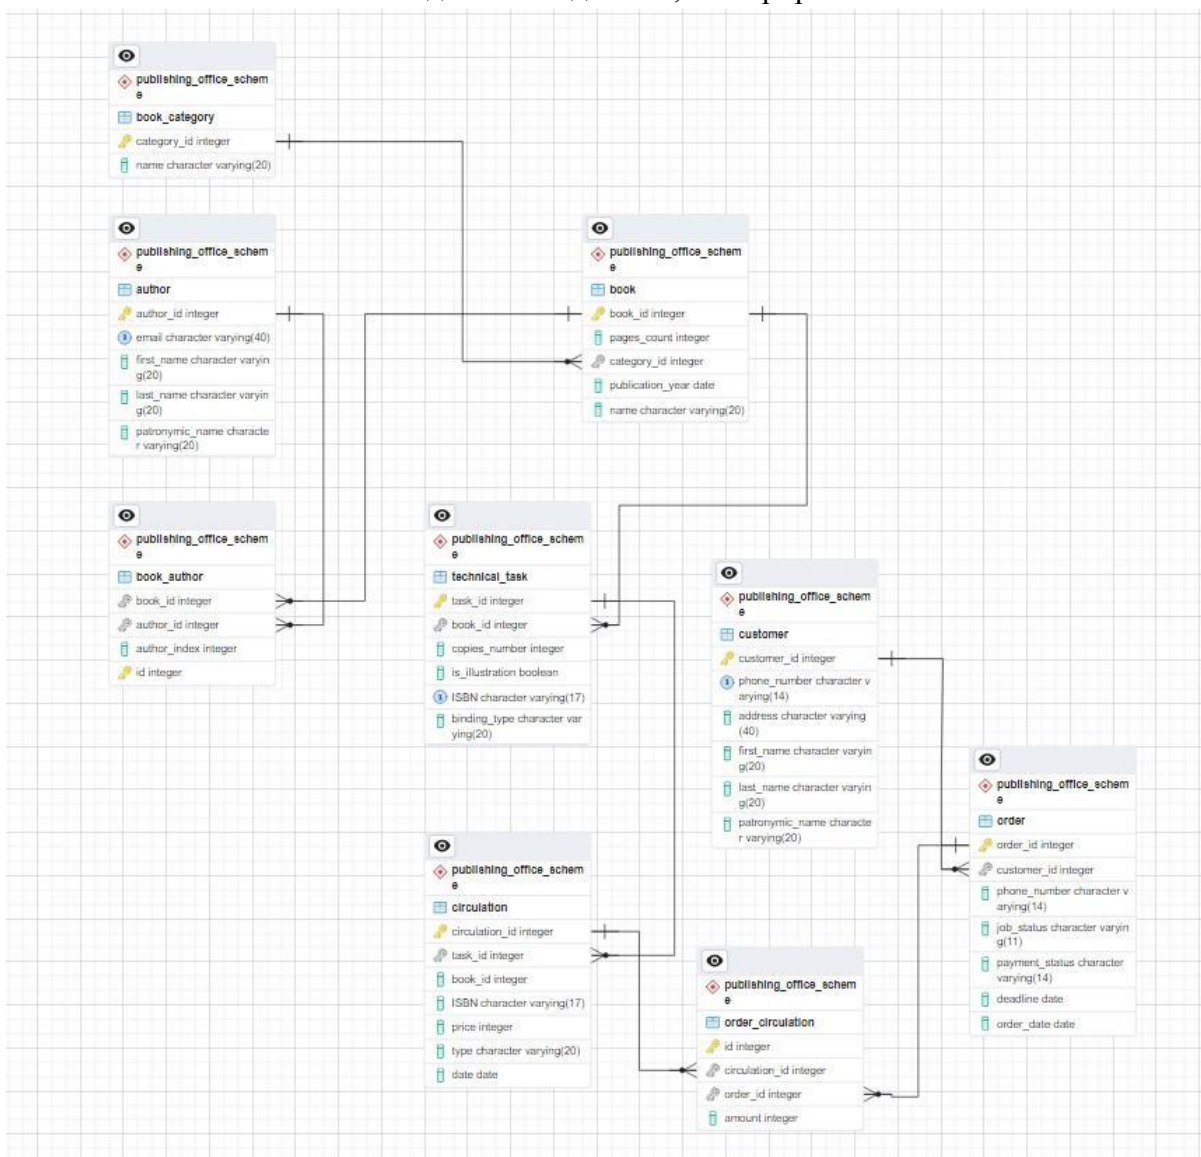 publishing_office_schem
e
book_category
category_id integer
name character varying(20)
publishing_office_schem
e
author
author_id integer
email character varying(40)
first_name character varyin
g(20)
last_name character varyin
g(20)
patronymic_name characte
r varying(20)
publishing_office_schem
e
book
book_id integer
pages_count integer
category_id integer
publication_year date
name character varying(20)
publishing_office_schem
e
book_author
book_id integer
author_id integer
author_index integer
id integer
publishing_office_schem
e
technical_task
task_id integer
book_id integer
copies_number integer
is_illustration boolean
ISBN character varying(17)
binding_type character var
ying(20)
publishing_office_schem
e
customer
customer_id integer
phone_number character v
arying(14)
address character varying
(40)
first_name character varyin
g(20)
last_name character varyin
g(20)
patronymic_name characte
r varying(20)
publishing_office_schem
e
order
order_id integer
customer_id integer
phone_number character v
arying(14)
job_status character varyin
g(11)
payment_status character
varying(14)
deadline date
order_date date
publishing_office_schem
e
circulation
circulation_id integer
task_id integer
book_id integer
ISBN character varying(17)
price integer
type character varying(20)
date date
publishing_office_schem
e
order_circulation
id integer
circulation_id integer
order_id integer
amount integer